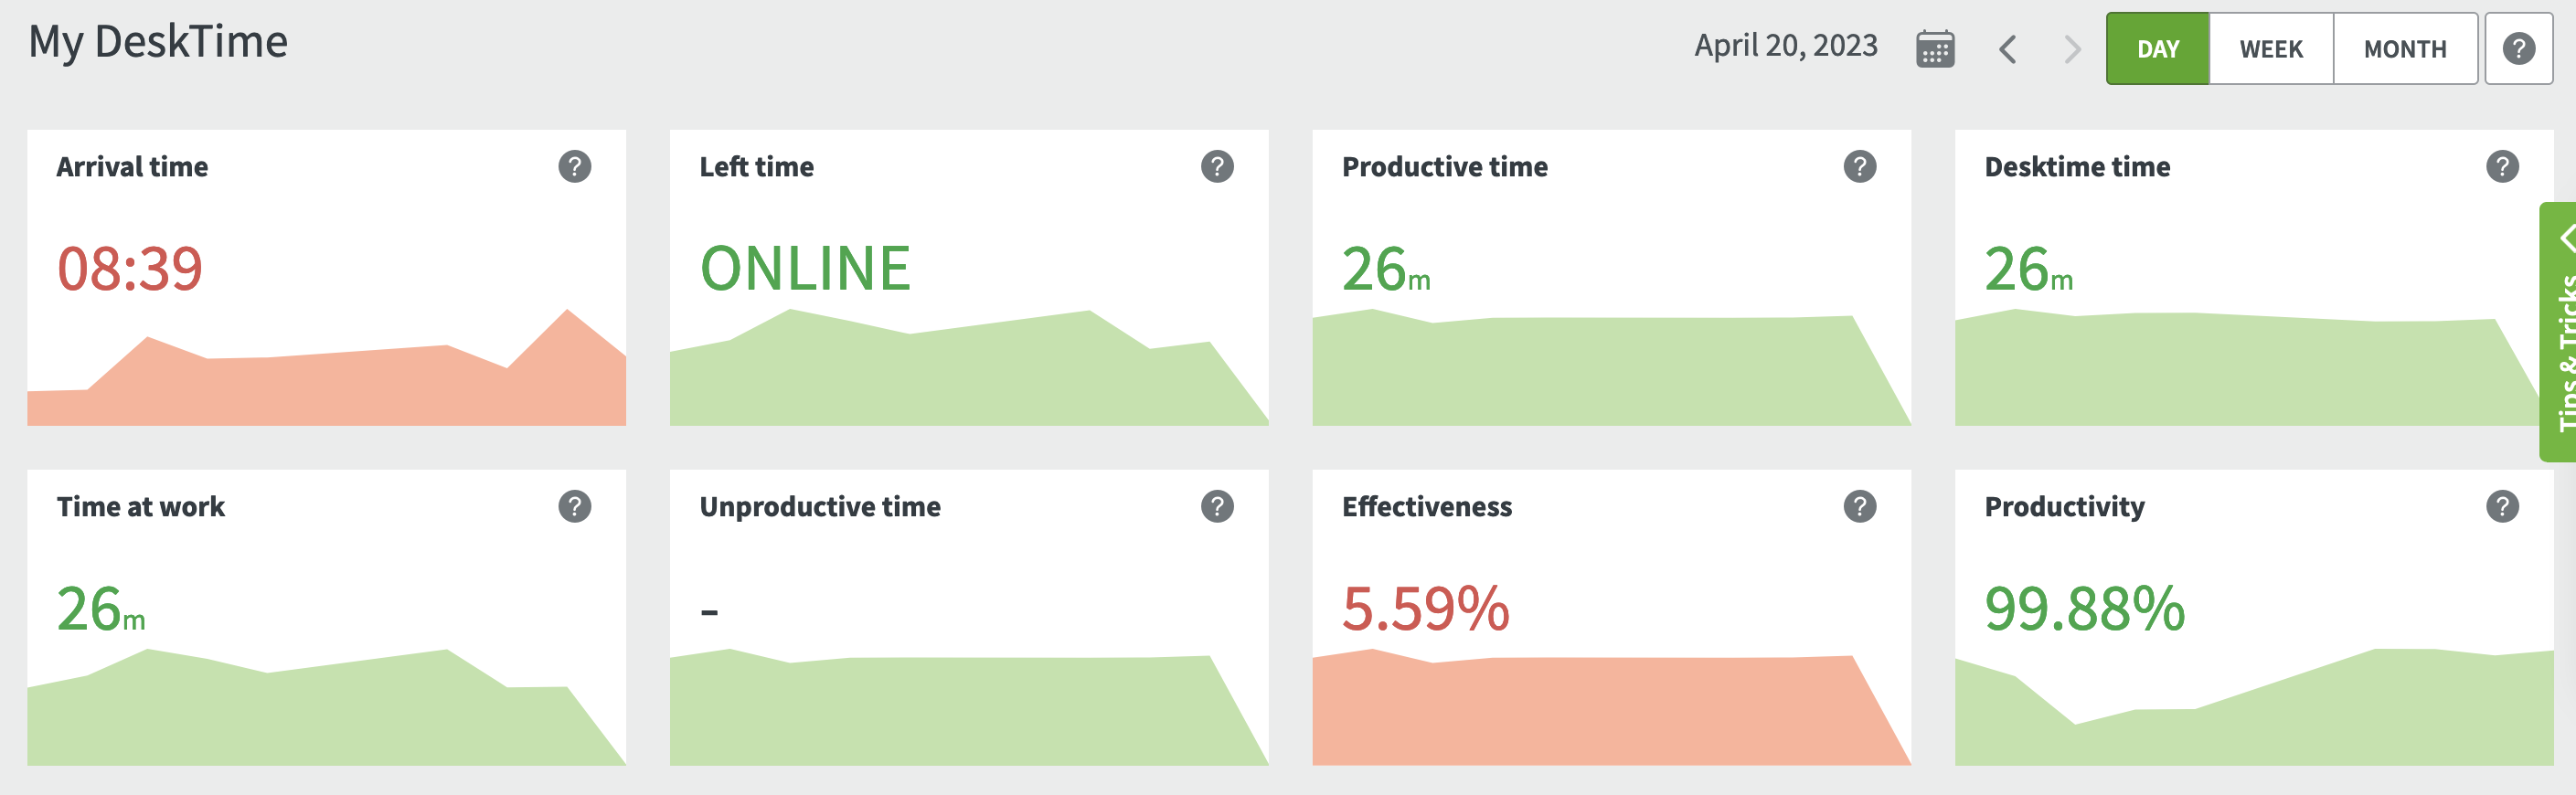 My DeskTime
April 20, 2023
DAY
WEEK
MONTH
?
Arrival time ?
08:39
Left time ?
ONLINE
Productive time ?
26m
Desktime time ?
26m
Tips & Tricks
Time at work ?
26m
Unproductive time ?
-
Effectiveness ?
5.59%
Productivity ?
99.88%